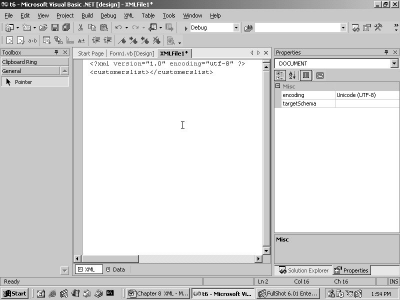 t6 - Microsoft Visual Basic .NET [design] - XMLFile1*
File Edit View Project Build Debug XML Table Tools Window Help
Debug
Toolbox
Clipboard Ring
General
Pointer
Start Page Form1.vb [Design] XMLFile1*
<?xml version="1.0" encoding="utf-8" ?>
<customerslist></customerslist>
XML Data
Properties
DOCUMENT
Misc
encoding Unicode (UTF-8)
targetSchema
Misc
Solution Explorer Properties
Ready Ln 2 Col 16 Ch 16 INS
Start Chapter 8 XML - M... t6 - Microsoft Vi... FullShot 6.01 Enter... 1:54 PM